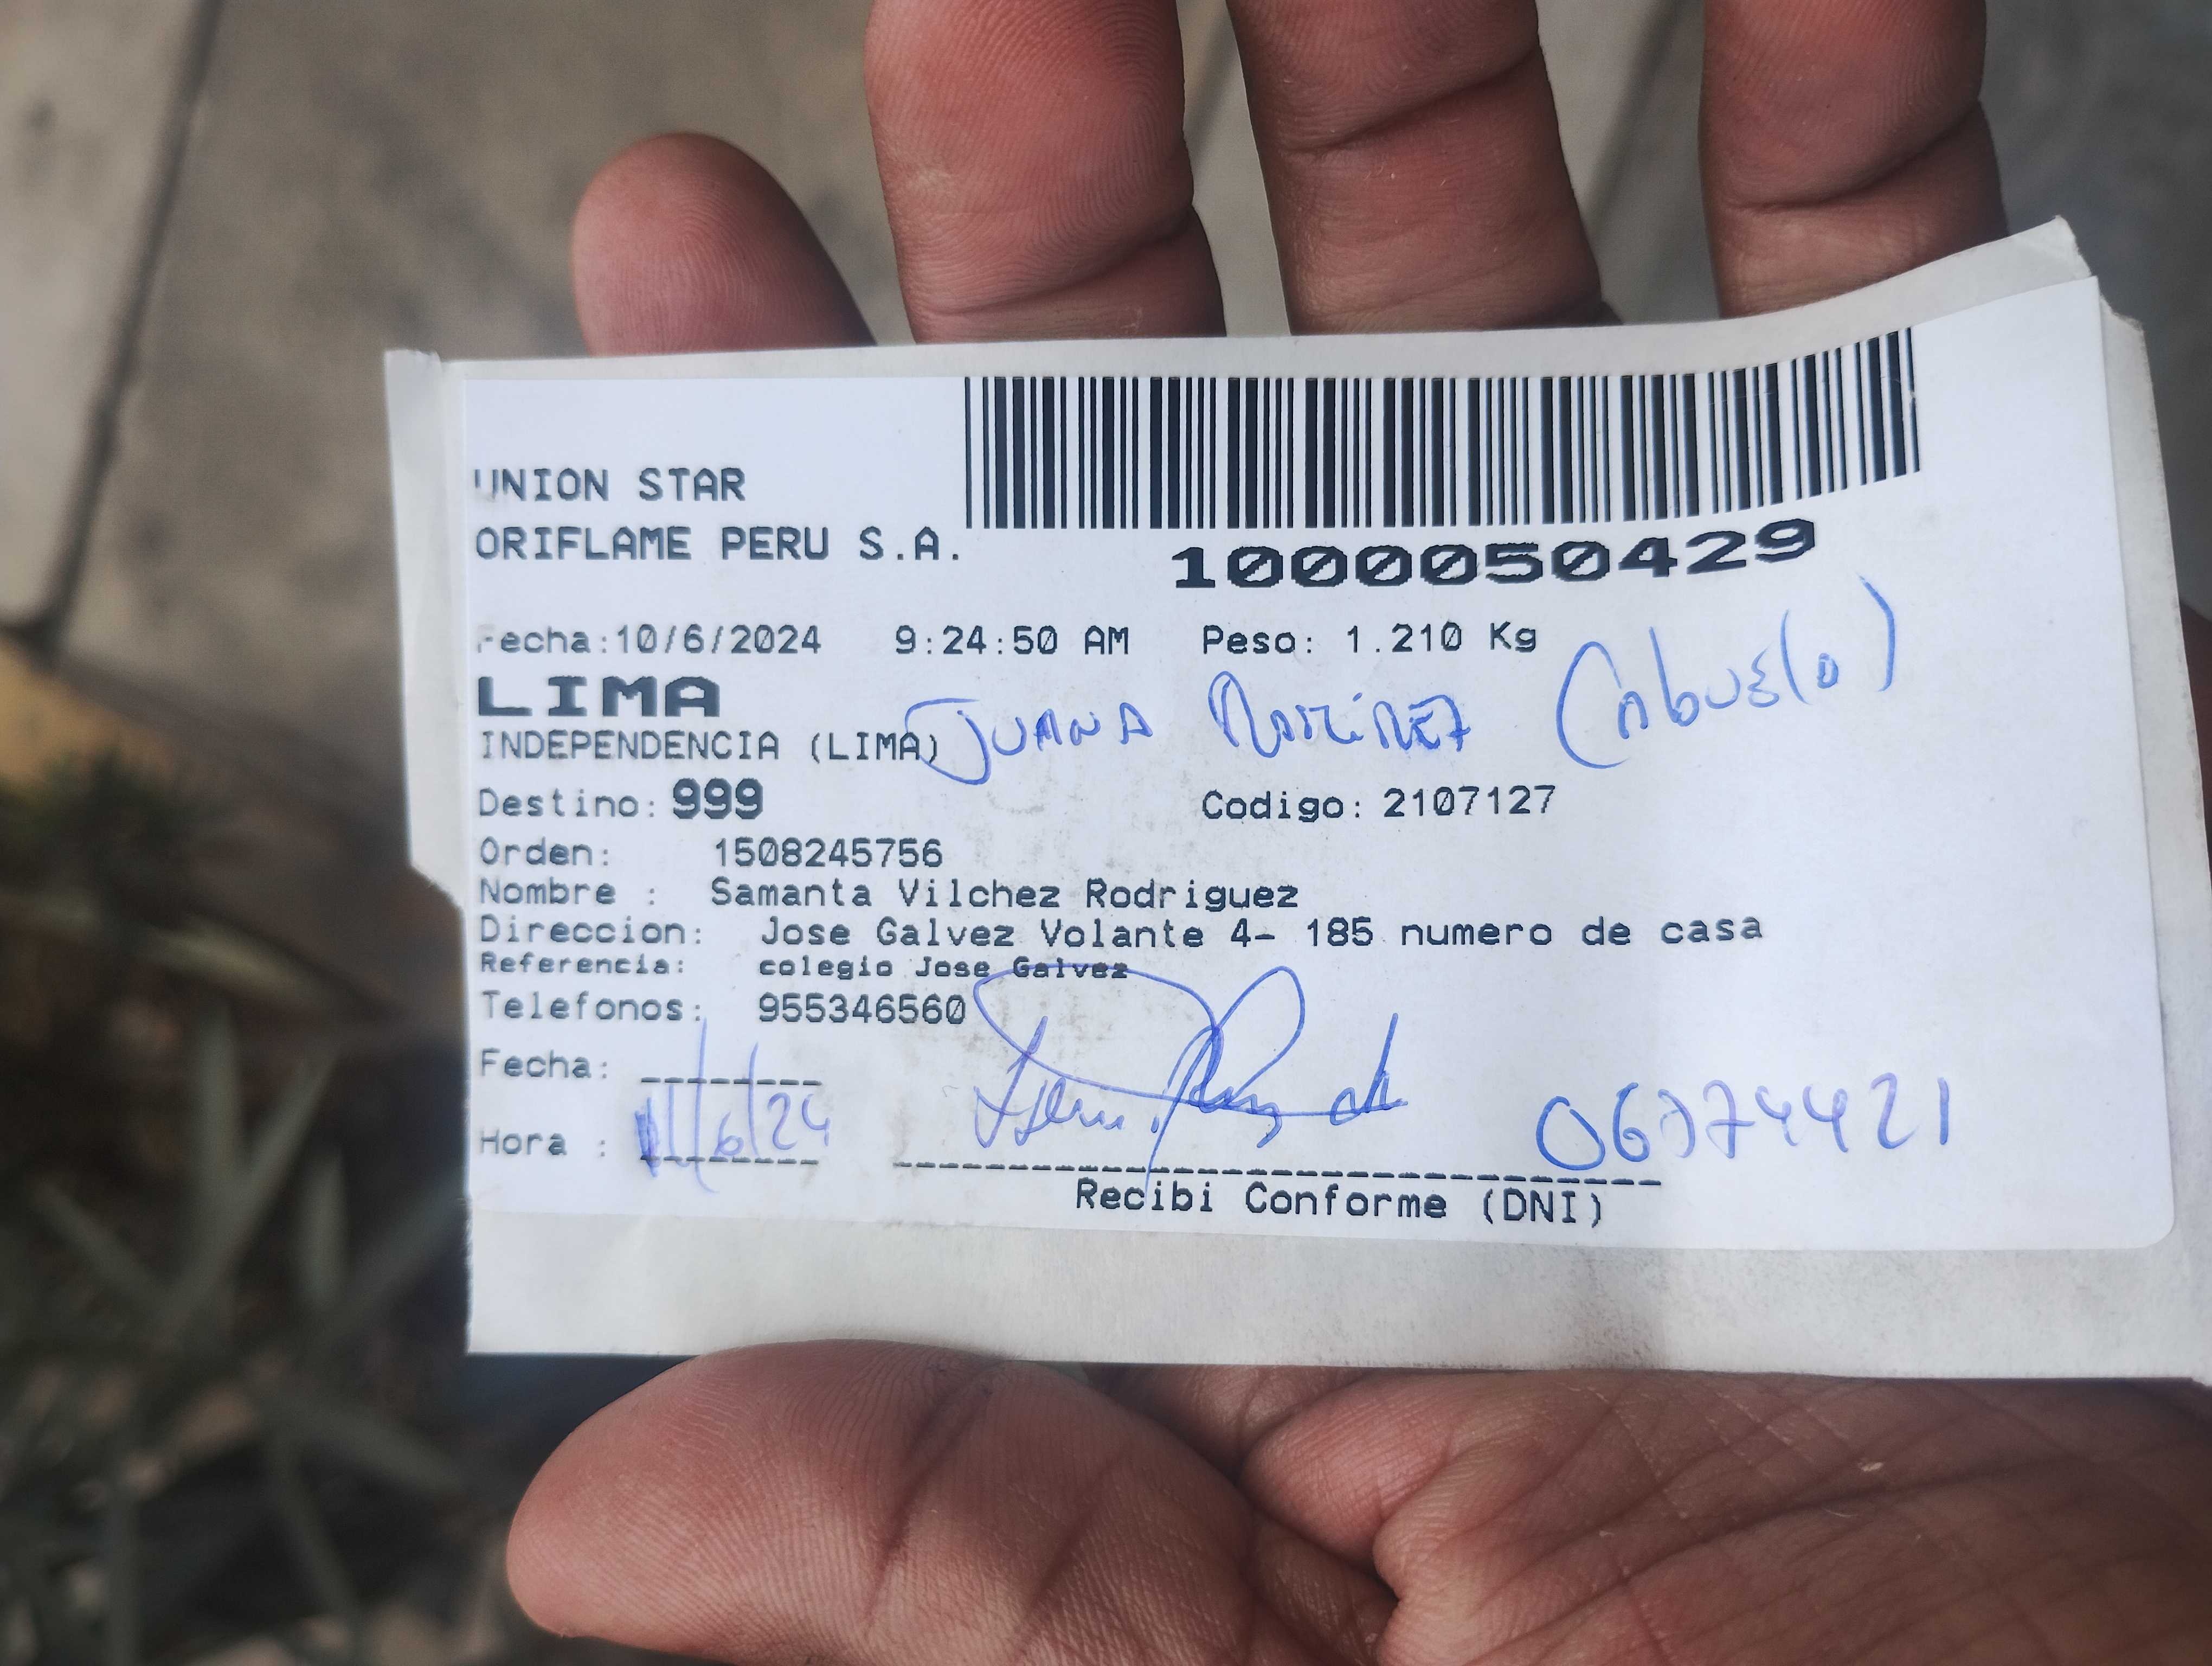 UNION STAR
ORIFLAME PERU S.A.
1000050429
Fecha:10/6/2024 9:24:50 AM Peso: 1.210 Kg
LIMA
JUANA (Abuela)
INDEPENDENCIA (LIMA)
Destino: 999 Codigo: 2107127
Orden: 1508245756
Nombre : Samanta Vilchez Rodriguez
Direccion: Jose Galvez Volante 4- 185 numero de casa
Referencia: colegio Jose Galvez
Telefonos: 955346560
Fecha:
Hora : 11/6/24
Recibi Conforme (DNI)